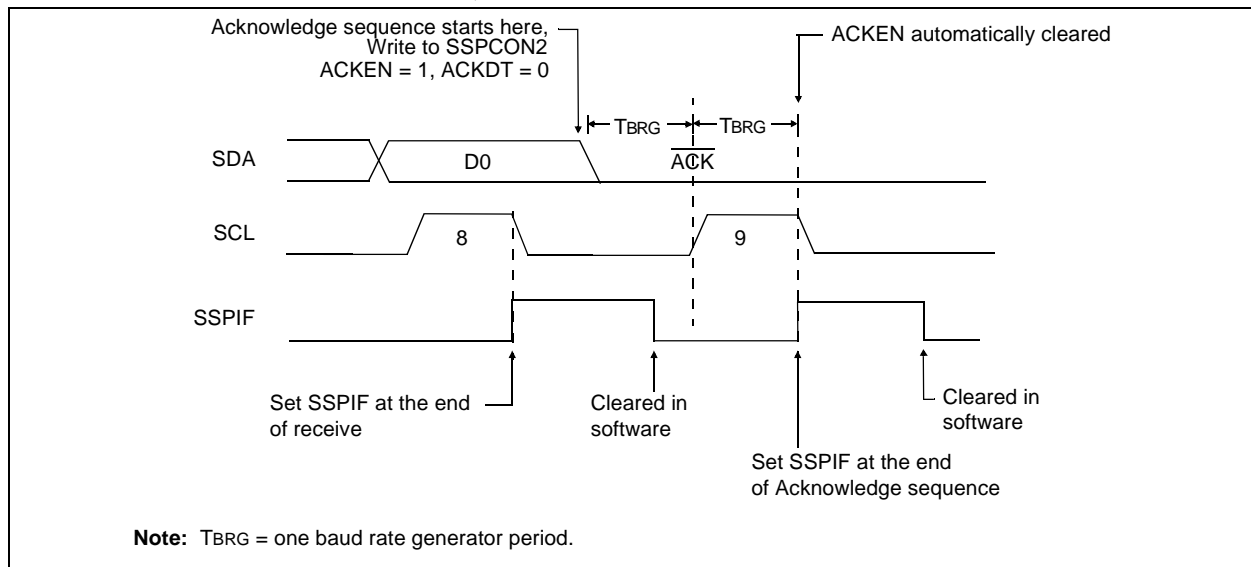 Acknowledge sequence starts here,
Write to SSPCON2
ACKEN = 1, ACKDT = 0
ACKEN automatically cleared
TBRG
TBRG
SDA
D0
ACK
SCL
8
9
SSPIF
Set SSPIF at the end
of receive
Cleared in
software
Cleared in
software
Set SSPIF at the end
of Acknowledge sequence
Note: TBRG = one baud rate generator period.